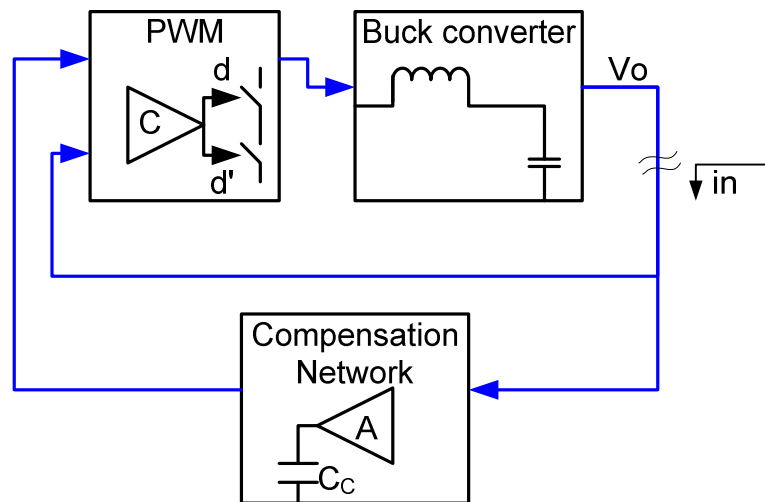 PWM
Buck converter
d
C
d'
Vo
in
Compensation
Network
A
Cc